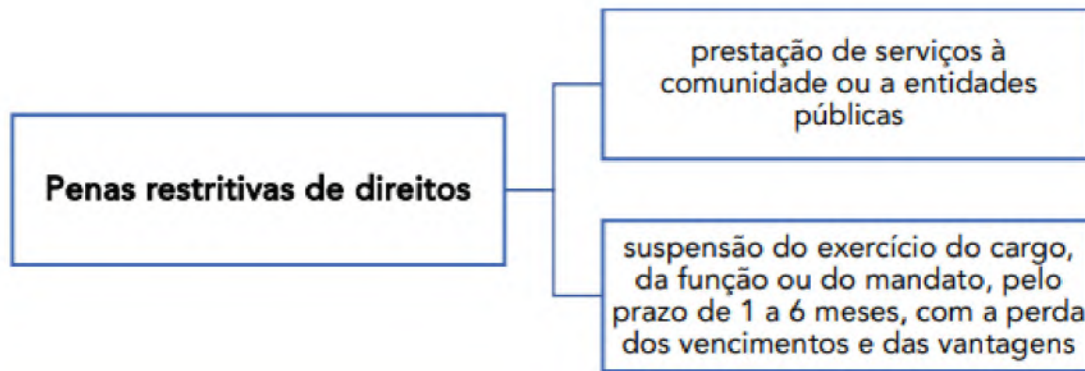 Penas restritivas de direitos
prestação de serviços à
comunidade ou a entidades
públicas
suspensão do exercício do cargo,
da função ou do mandato, pelo
prazo de 1 a 6 meses, com a perda
dos vencimentos e das vantagens